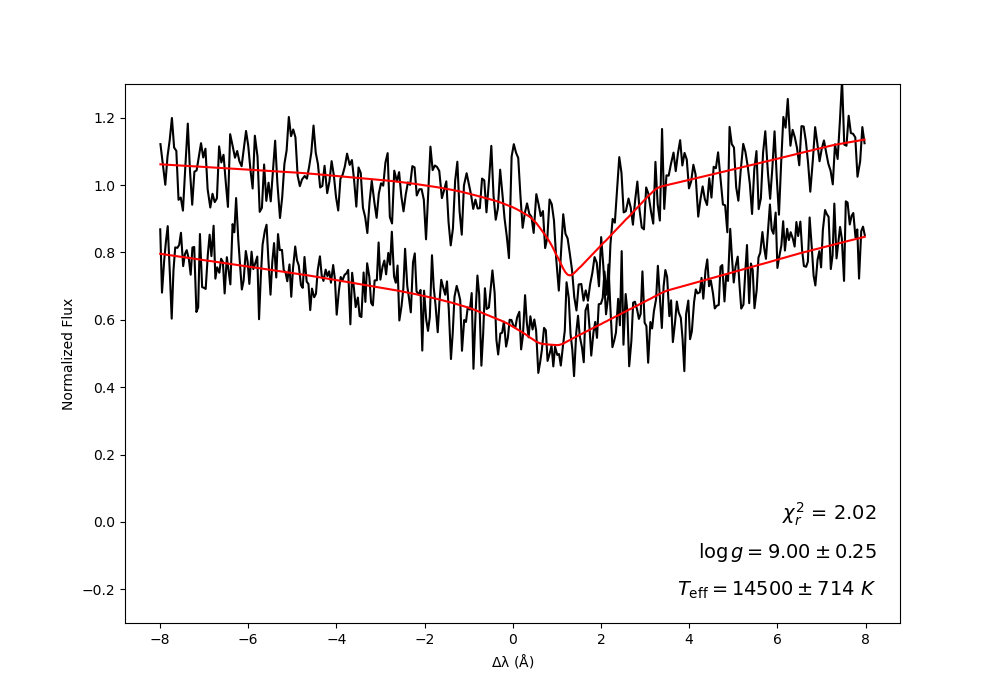 1.2
1.0
0.8
0.6
0.4
0.2
0.0
−0.2
Normalized Flux
χ²ᵣ = 2.02
log g = 9.00 ± 0.25
T_eff = 14500 ± 714 K
−8 −6 −4 −2 0 2 4 6 8
Δλ (Å)